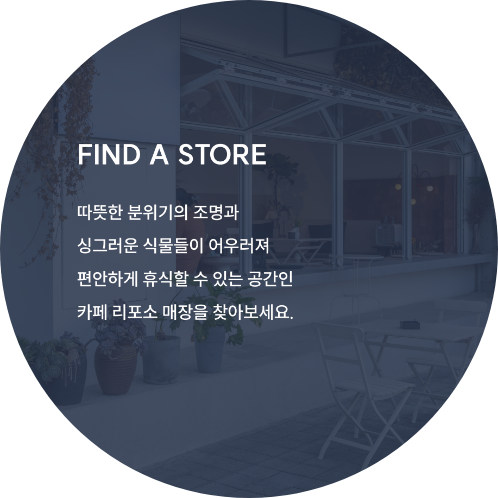 FIND A STORE
따뜻한 분위기의 조명과
싱그러운 식물들이 어우러져
편안하게 휴식할 수 있는 공간인
카페 리포소 매장을 찾아보세요.